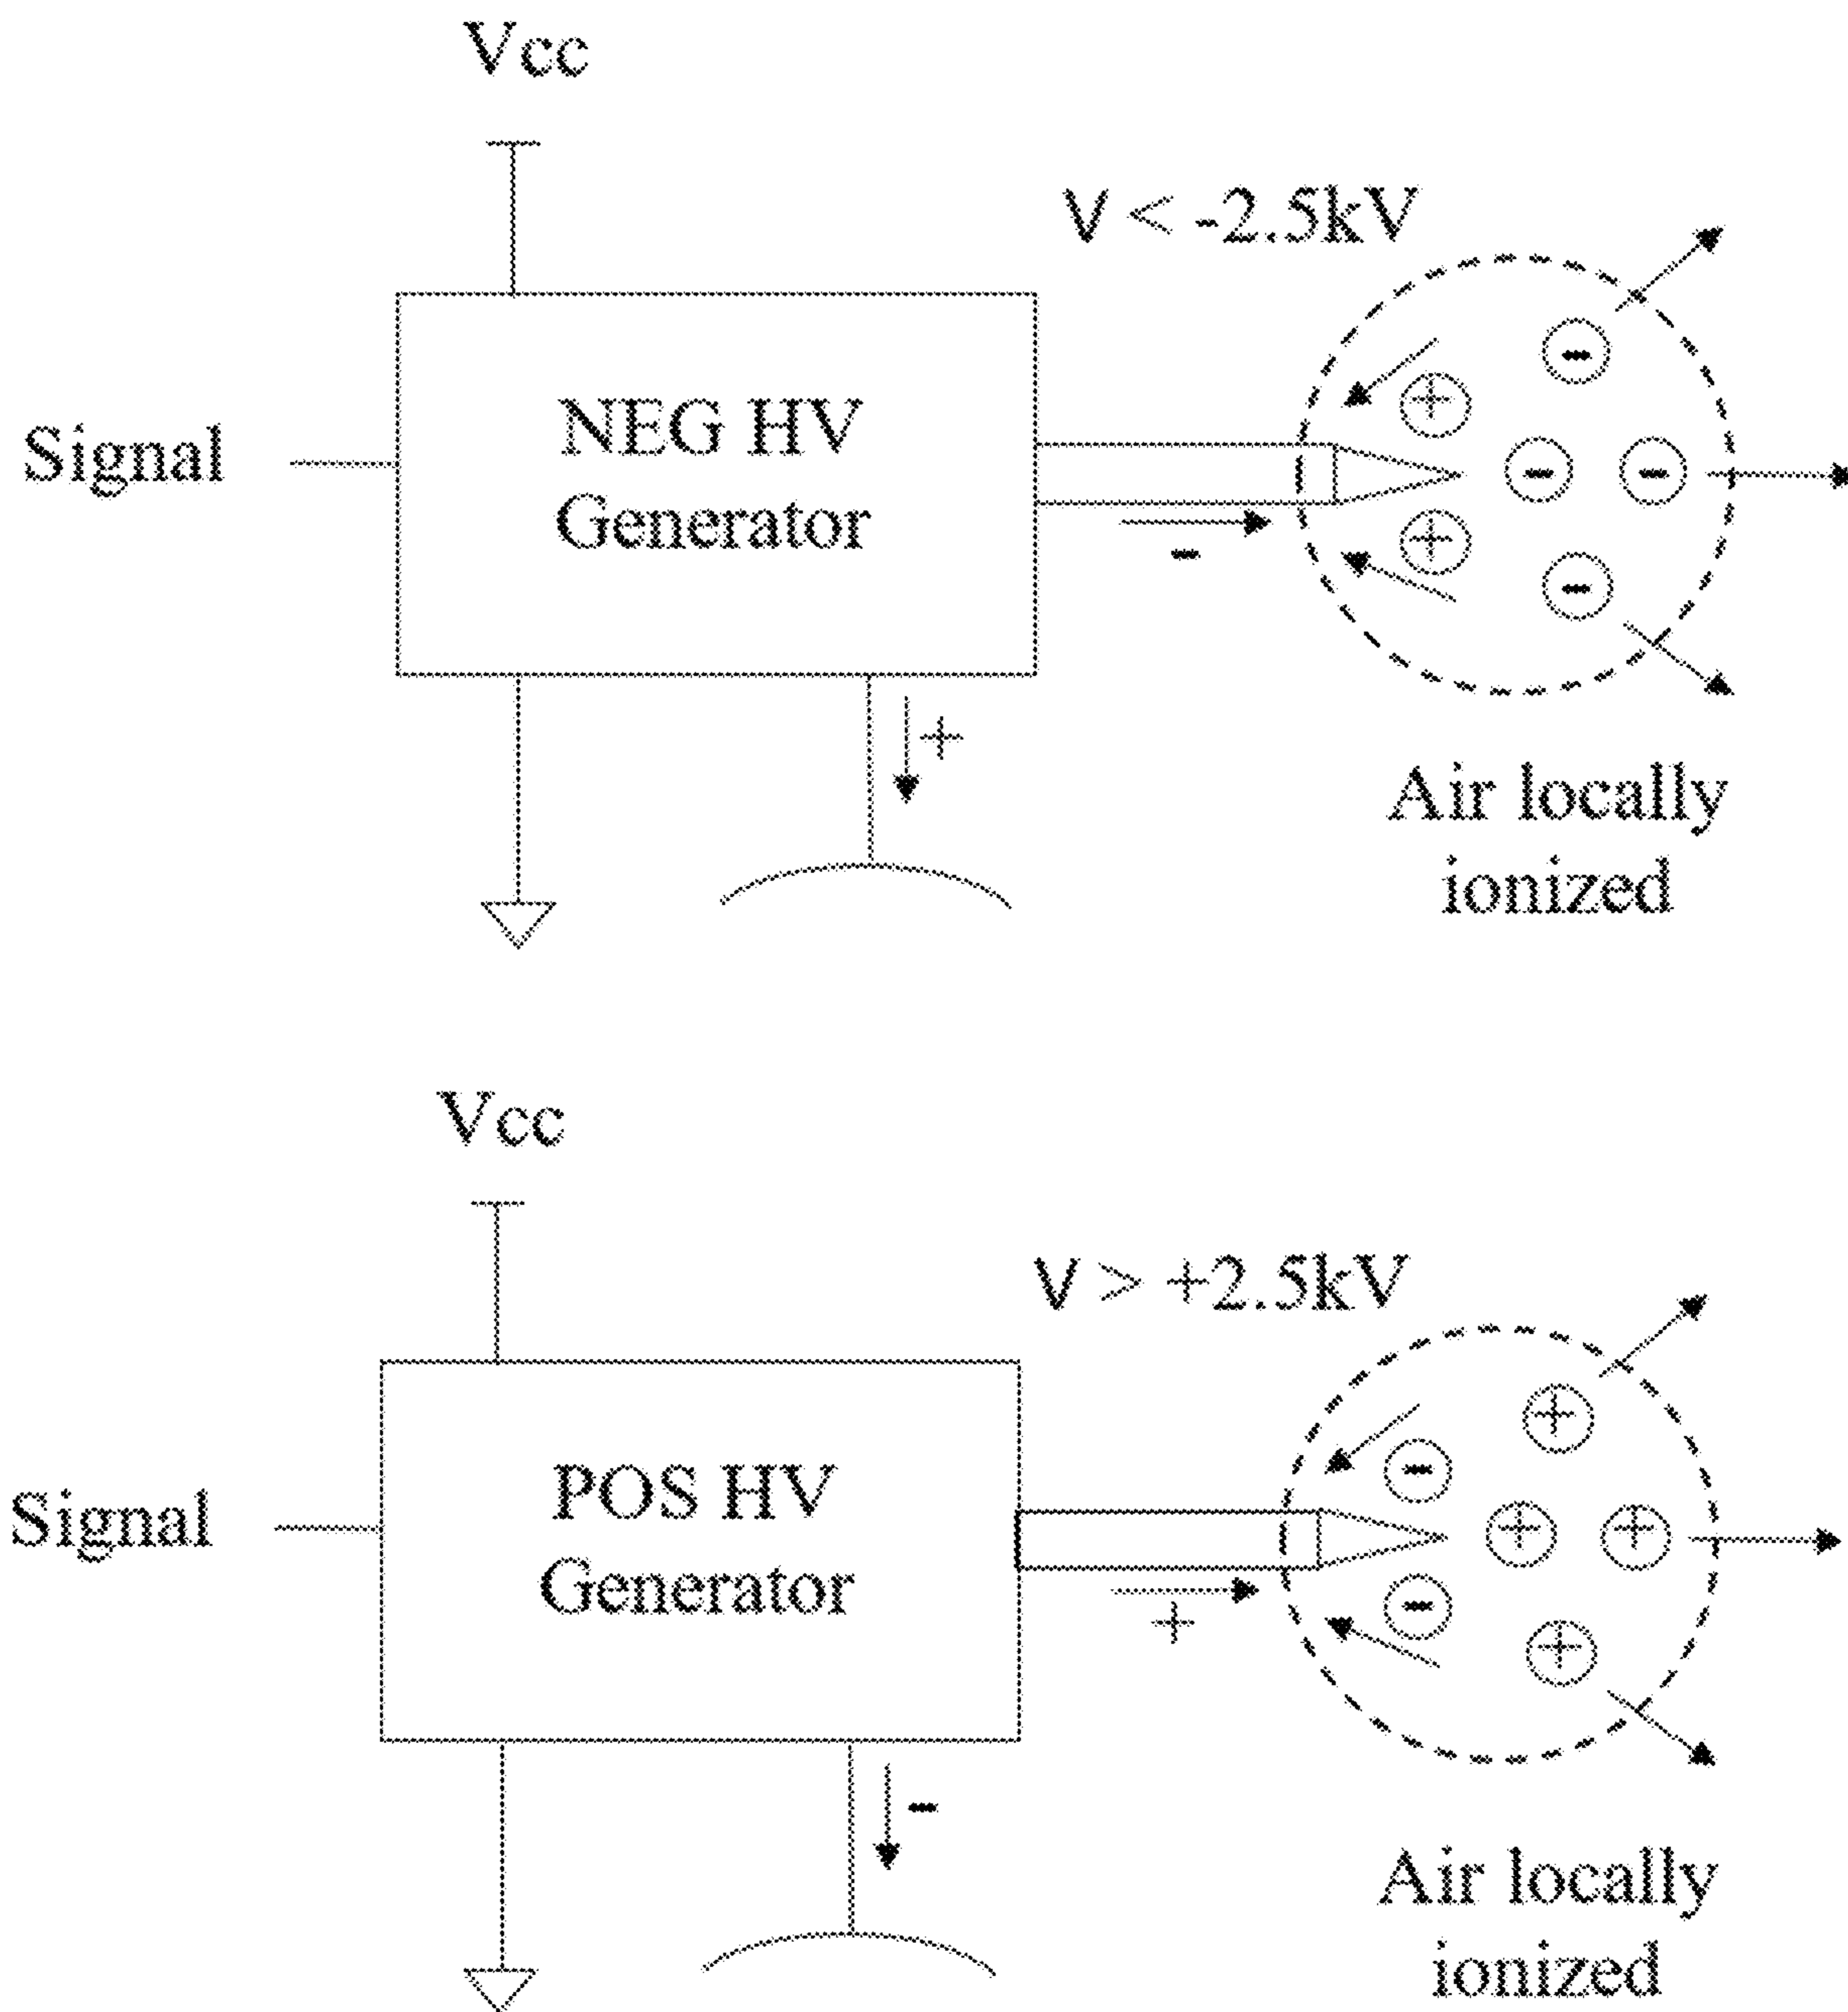 Vcc
V < -2.5kV
Signal
NEG HV
Generator
+
+
-
-
-
-
+
-
+
Air locally
ionized
Vcc
V > +2.5kV
Signal
POS HV
Generator
-
-
+
+
+
+
+
-
Air locally
ionized